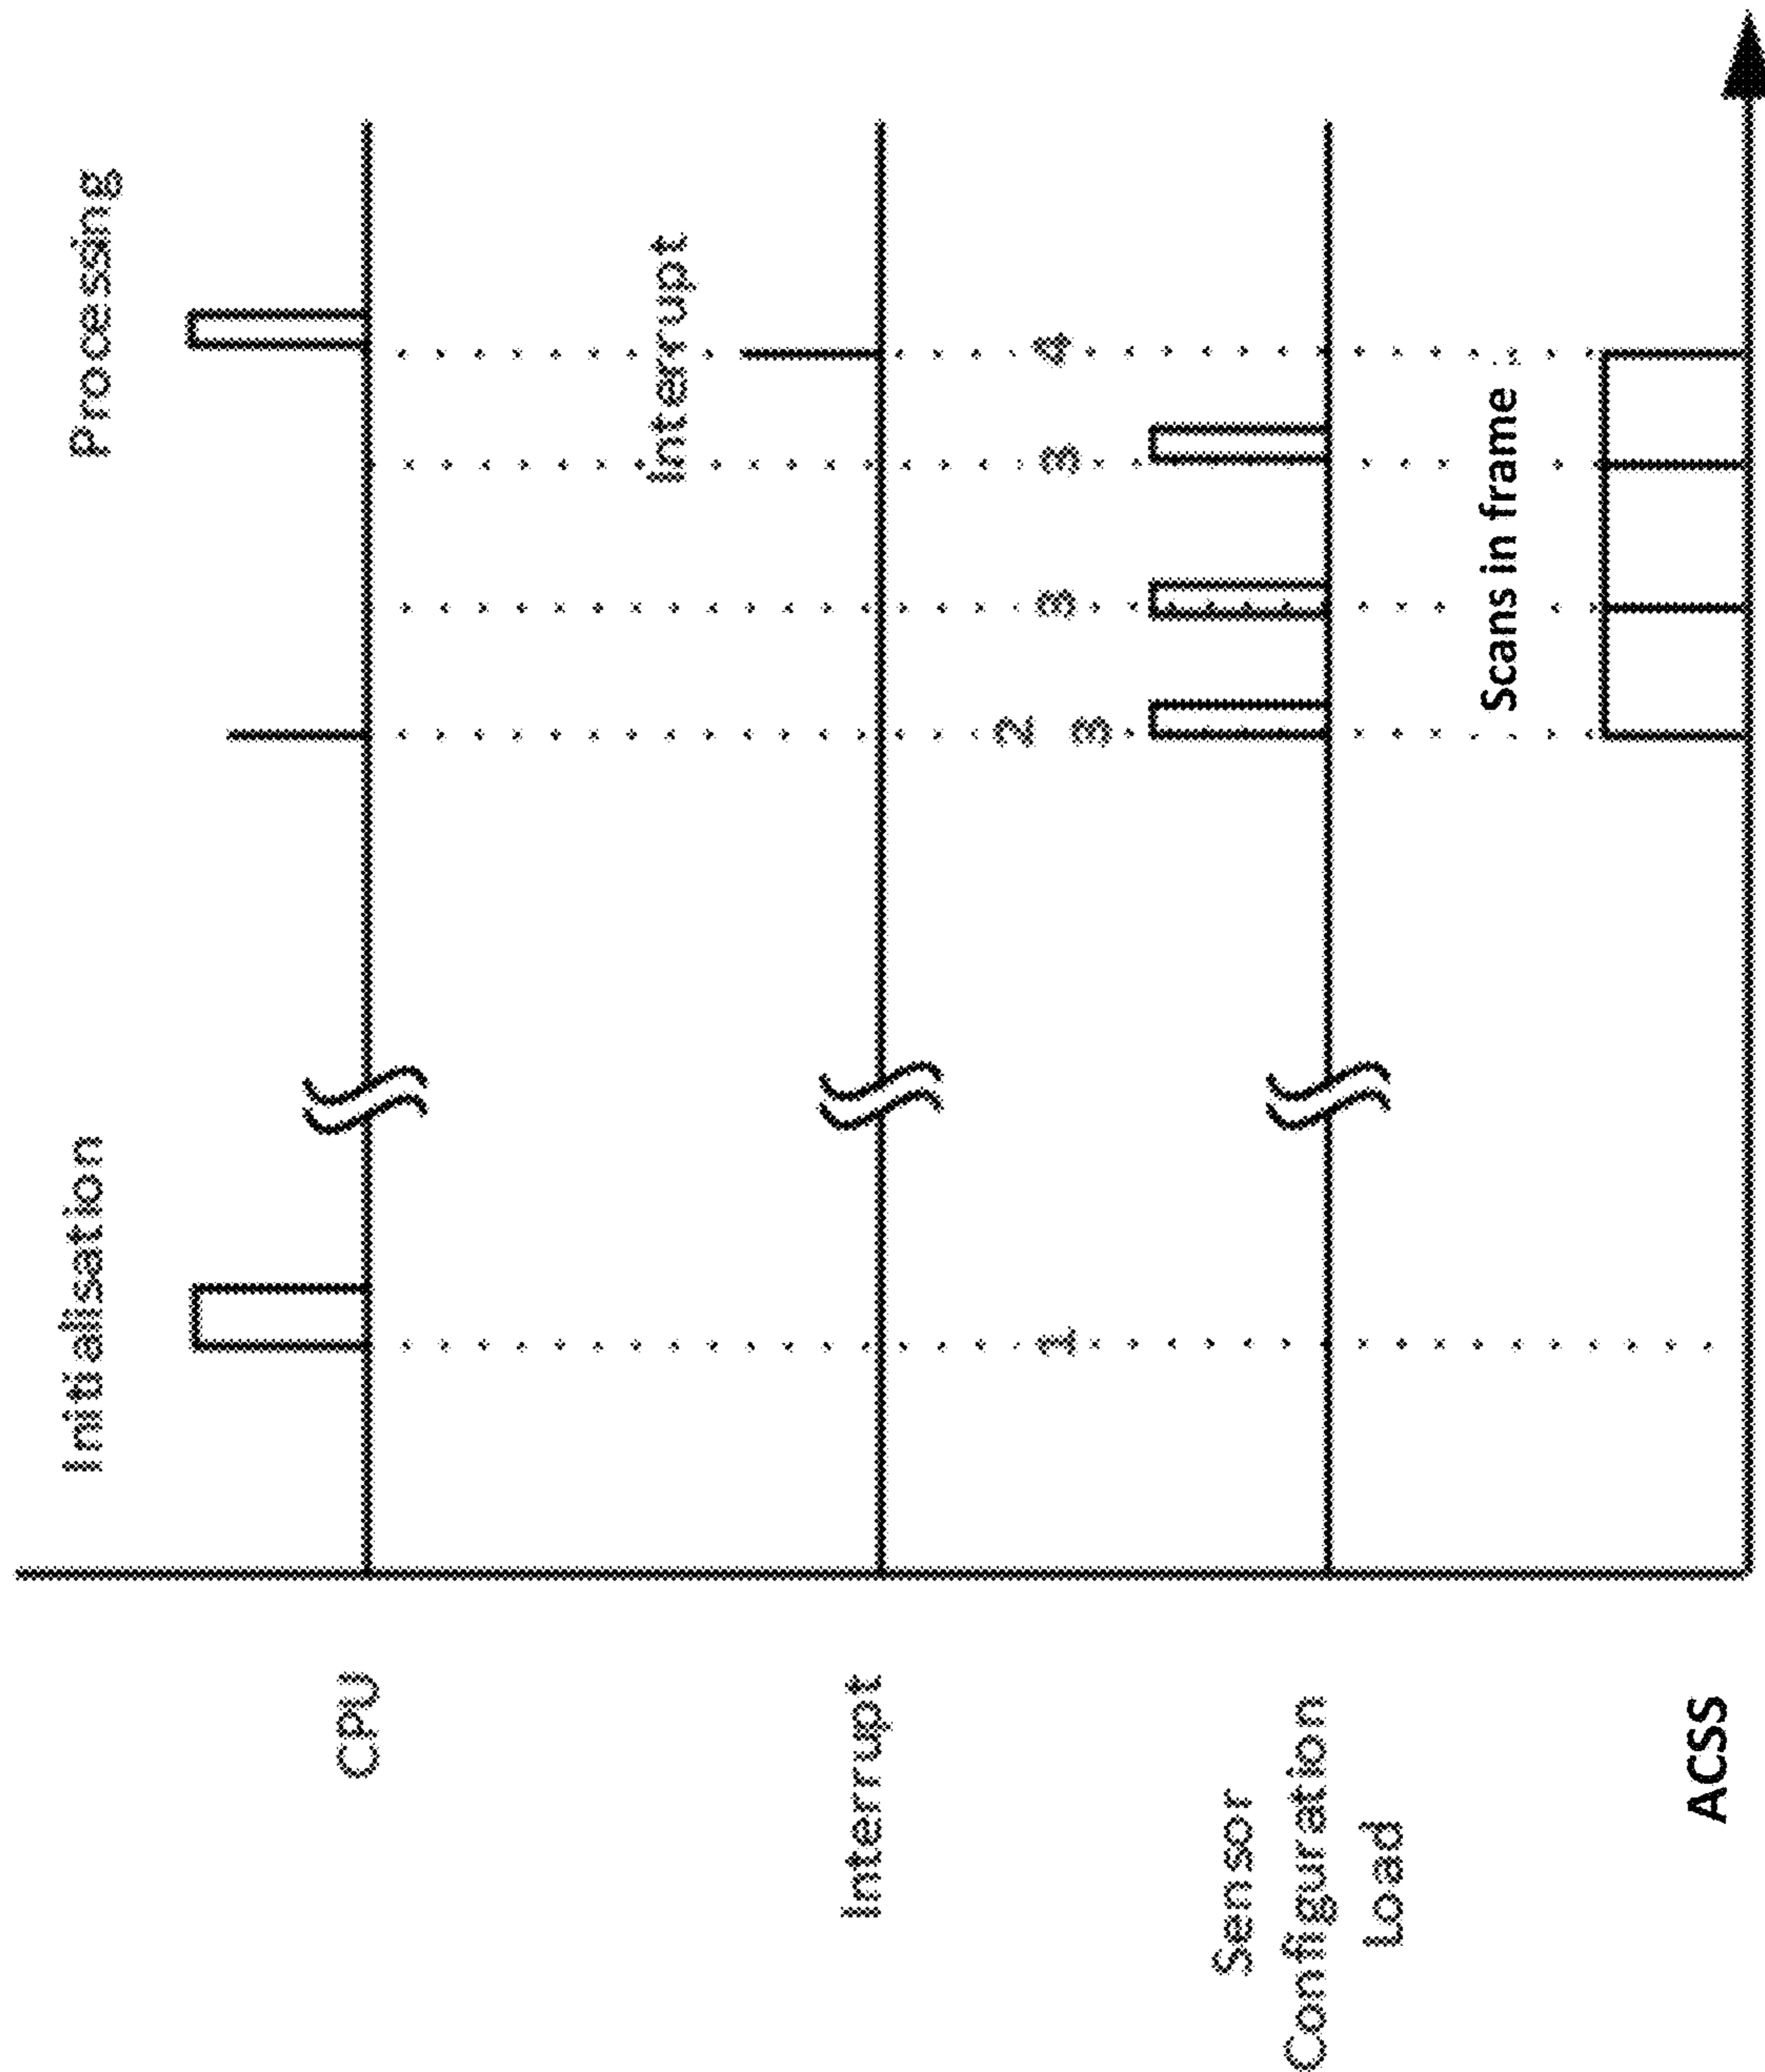 Initialisation
Processing
CPU
Interrupt
Interrupt
2
1
3
3
4
3
Sensor
Configuration
Load
Scans in frame
ACSS